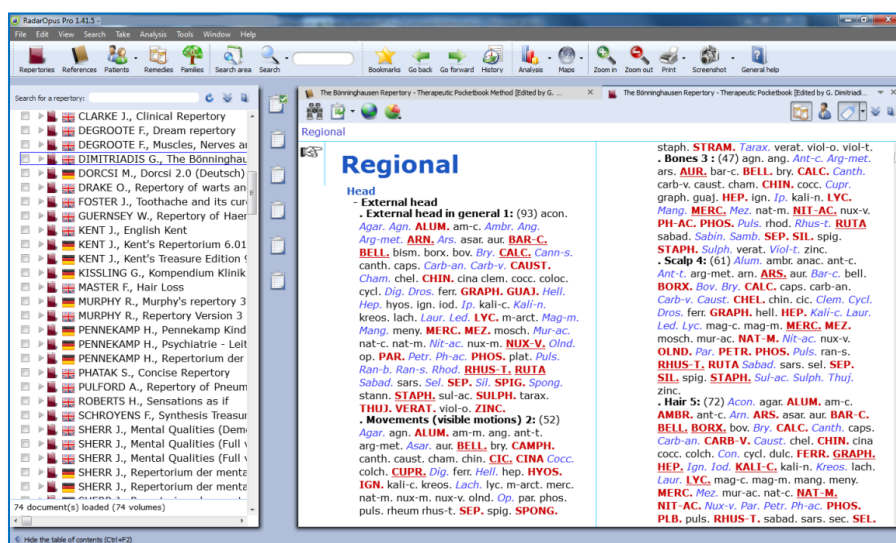 RadarOpus Pro 1.41.5 -
File Edit View Search Take Analysis Tools Window Help
Repertories References Patients Remedies Families Search area Search Bookmarks Go back Go forward History Analysis Maps Zoom in Zoom out Print Screenshot General help
Search for a repertory:
CLARKE J., Clinical Repertory
DEGROOTE F., Dream repertory
DEGROOTE F., Muscles, Nerves an
DIMITRIADIS G., The Bönninghau
DORCSI M., Dorcsi 2.0 (Deutsch)
DRAKE O., Repertory of warts an
FOSTER J., Toothache and its cur
GUERNSEY W., Repertory of Haer
KENT J., English Kent
KENT J., Kent's Repertorium 6.01
KENT J., Kent's Treasure Edition 9
KISSLING G., Kompendium Klinik
MASTER F., Hair Loss
MURPHY R., Murphy's repertory 3
MURPHY R., Repertory Version 3
PENNEKAMP H., Pennekamp Kind
PENNEKAMP H., Psychiatrie - Leit
PENNEKAMP H., Repertorium der
PHATAK S., Concise Repertory
PULFORD A., Repertory of Pneum
ROBERTS H., Sensations as if
SCHROYENS F., Synthesis Treasur
SHERR J., Mental Qualities (Dem
SHERR J., Mental Qualities (Full v
SHERR J., Mental Qualities (Full v
SHERR J., Repertorium der menta
SHERR J., Repertorium der menta
74 document(s) loaded (74 volumes)
Hide the table of contents (Ctrl+F2)
The Bönninghausen Repertory - Therapeutic Pocketbook Method [Edited by G. ...
The Bönninghausen Repertory - Therapeutic Pocketbook [Edited by G. Dimitriadi...
Regional
Regional
Head
- External head
. External head in general 1: (93) acon.
Agar. Agn. ALUM. am-c. Ambr. Ang.
Arg-met. ARN. Ars. asar. aur. BAR-C.
BELL. bism. borx. bov. Bry. CALC. Cann-s.
canth. caps. Carb-an. Carb-v. CAUST.
Cham. chel. CHIN. cina clem. cocc. coloc.
cycl. Dig. Dros. ferr. GRAPH. GUAJ. Hell.
Hep. hyos. ign. iod. Ip. kali-c. Kali-n.
kreos. lach. Laur. Led. LYC. m-arct. Mag-m.
Mang. meny. MERC. MEZ. mosch. Mur-ac.
nat-c. nat-m. Nit-ac. nux-m. NUX-V. Olnd.
op. PAR. Petr. Ph-ac. PHOS. plat. Puls.
Ran-b. Ran-s. Rhod. RHUS-T. RUTA
Sabad. sars. Sel. SEP. Sil. SPIG. Spong.
stann. STAPH. sul-ac. SULPH. tarax.
THUJ. VERAT. viol-o. ZINC.
. Movements (visible motions) 2: (52)
Agar. agn. ALUM. am-m. ang. ant-t.
arg-met. Asar. aur. BELL. bry. CAMPH.
canth. caust. cham. chin. CIC. CINA Cocc.
colch. CUPR. Dig. ferr. Hell. hep. HYOS.
IGN. kali-c. kreos. Lach. lyc. m-arct. merc.
nat-m. nux-m. nux-v. olnd. Op. par. phos.
puls. rheum rhus-t. SEP. spig. SPONG.
staph. STRAM. Tarax. verat. viol-o. viol-t.
. Bones 3 : (47) agn. ang. Ant-c. Arg-met.
ars. AUR. bar-c. BELL. bry. CALC. Canth.
carb-v. caust. cham. CHIN. cocc. Cupr.
graph. guaj. HEP. ign. Ip. kali-n. LYC.
Mang. MERC. Mez. nat-m. NIT-AC. nux-v.
PH-AC. PHOS. Puls. rhod. Rhus-t. RUTA
sabad. Sabin. Samb. SEP. SIL. spig.
STAPH. Sulph. verat. Viol-t. zinc.
. Scalp 4: (61) Alum. ambr. anac. ant-c.
Ant-t. arg-met. arn. ARS. aur. Bar-c. bell.
BORX. Bov. Bry. CALC. caps. carb-an.
Carb-v. Caust. CHEL. chin. cic. Clem. Cycl.
Dros. ferr. GRAPH. hell. HEP. Kali-c. Laur.
Led. Lyc. mag-c. mag-m. MERC. MEZ.
mosch. mur-ac. NAT-M. Nit-ac. nux-v.
OLND. Par. PETR. PHOS. Puls. ran-s.
RHUS-T. RUTA Sabad. sars. sel. SEP.
SIL. spig. STAPH. Sul-ac. Sulph. Thuj.
zinc.
. Hair 5: (72) Acon. agar. ALUM. am-c.
AMBR. ant-c. Arn. ARS. asar. aur. BAR-C.
BELL. BORX. bov. Bry. CALC. Canth. caps.
Carb-an. CARB-V. Caust. chel. CHIN. cina
cocc. colch. Con. cycl. dulc. FERR. GRAPH.
HEP. Ign. Iod. KALI-C. kali-n. Kreos. lach.
Laur. LYC. mag-c. mag-m. mang. meny.
MERC. Mez. mur-ac. nat-c. NAT-M.
NIT-AC. Nux-v. Par. Petr. Ph-ac. PHOS.
PLB. puls. RHUS-T. sabad. sars. sec. SEL.